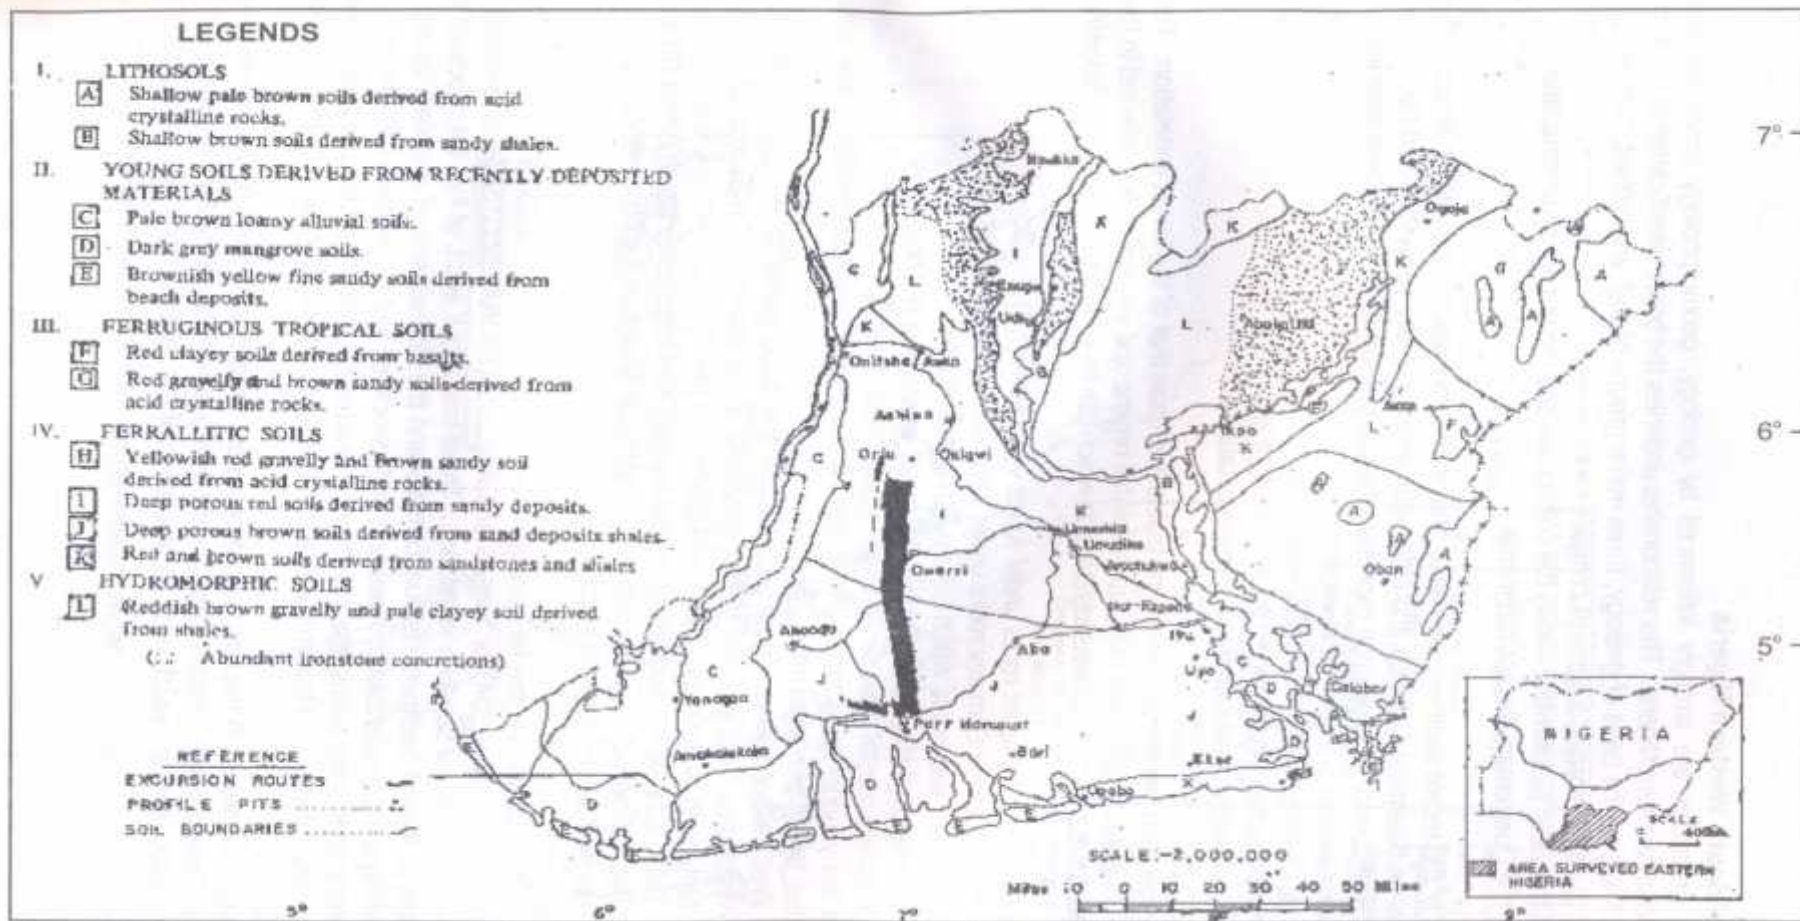 LEGENDS
I. LITHOSOLS
A Shallow pale brown soils derived from acid
crystalline rocks.
B Shallow brown soils derived from sandy shales.
II. YOUNG SOILS DERIVED FROM RECENTLY DEPOSITED
MATERIALS
C Pale brown loamy alluvial soils.
D Dark grey mangrove soils.
E Brownish yellow fine sandy soils derived from
beach deposits.
III. FERRUGINOUS TROPICAL SOILS
F Red clayey soils derived from basalts.
G Red gravelly and brown sandy soils derived from
acid crystalline rocks.
IV. FERRALLITIC SOILS
H Yellowish red gravelly and Brown sandy soil
derived from acid crystalline rocks.
I Deep porous red soils derived from sandy deposits.
J Deep porous brown soils derived from sand deposits shales.
K Red and brown soils derived from sandstones and shales
V HYDROMORPHIC SOILS
L Reddish brown gravelly and pale clayey soil derived
from shales.
Abundant ironstone concretions)
REFERENCE
EXCURSION ROUTES
PROFILE PITS
SOIL BOUNDARIES
7°
6°
5°
Nsukka
Ogoja
Enugu
Udi
Onitsha
Awka
Orlu
Okigwi
Umuahia
Umudike
Owerri
Ahoada
Aba
Uyo
Calabar
Oban
Yenagoa
Port Harcourt
Bori
Opobo
A
K
C
L
I
G
F
B
J
D
E
SCALE:-2,000,000
Miles 10 0 10 20 30 40 50 Miles
NIGERIA
SCALE
AREA SURVEYED EASTERN
NIGERIA
5°
6°
7°